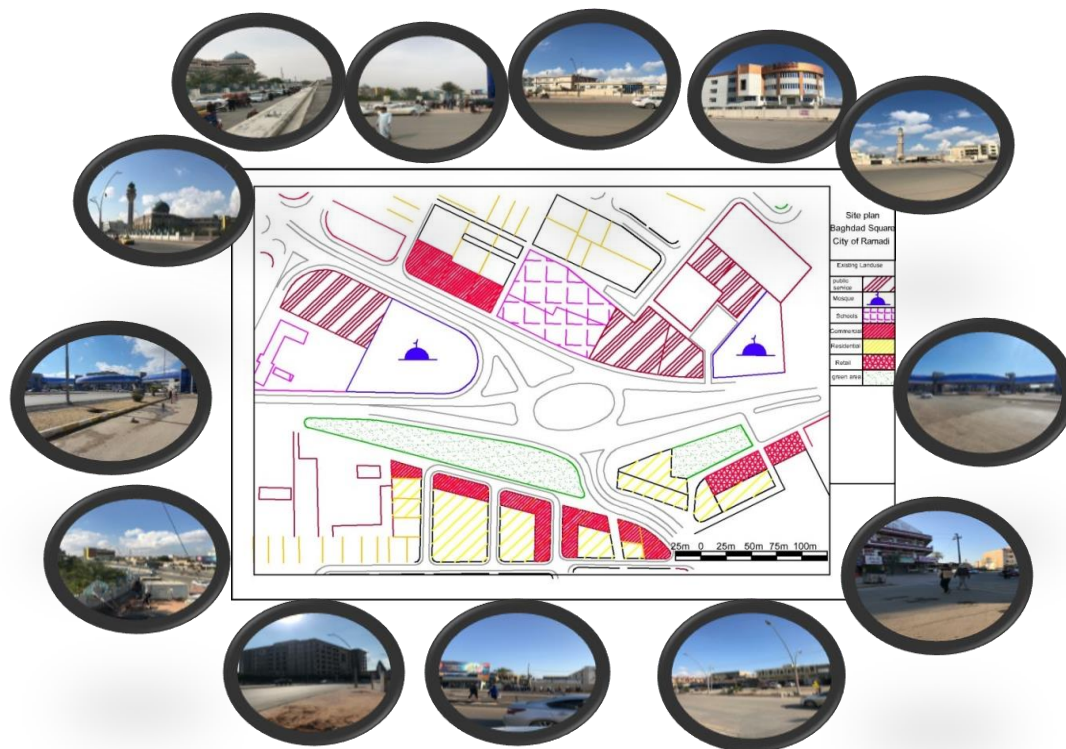 Site plan
Baghdad Square
City of Ramadi
Existing Landuse
public
service
Mosque
Schools
Commercial
Residential
Retail
green area
25m 0 25m 50m 75m 100m